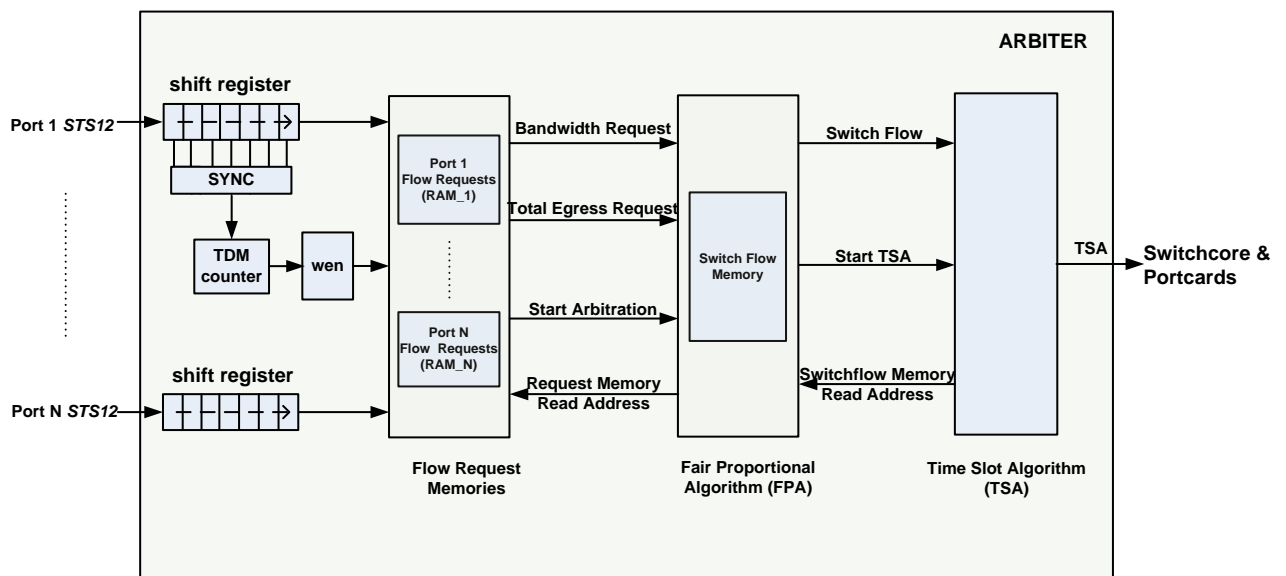 ARBITER
shift register
Port 1 STS12
SYNC
TDM
counter
wen
shift register
Port N STS12
Port 1
Flow Requests
(RAM_1)
Port N
Flow Requests
(RAM_N)
Flow Request
Memories
Bandwidth Request
Total Egress Request
Start Arbitration
Request Memory
Read Address
Switch Flow
Memory
Fair Proportional
Algorithm (FPA)
Switch Flow
Start TSA
Switchflow Memory
Read Address
Time Slot Algorithm
(TSA)
TSA
Switchcore &
Portcards